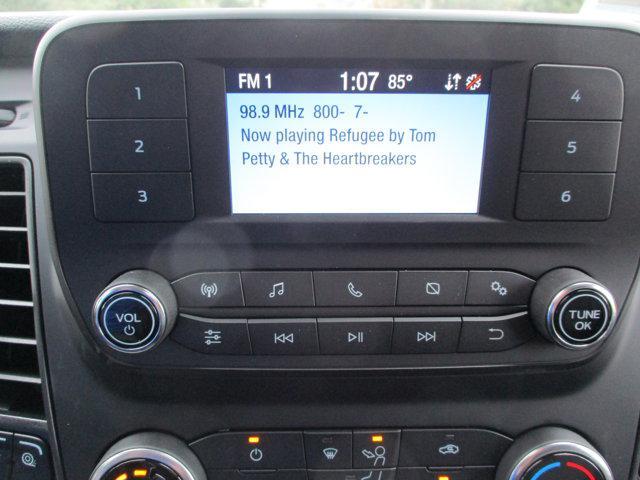 FM 1 1:07 85°
98.9 MHz 800- 7-
Now playing Refugee by Tom
Petty & The Heartbreakers
1
2
3
4
5
6
VOL
TUNE
OK